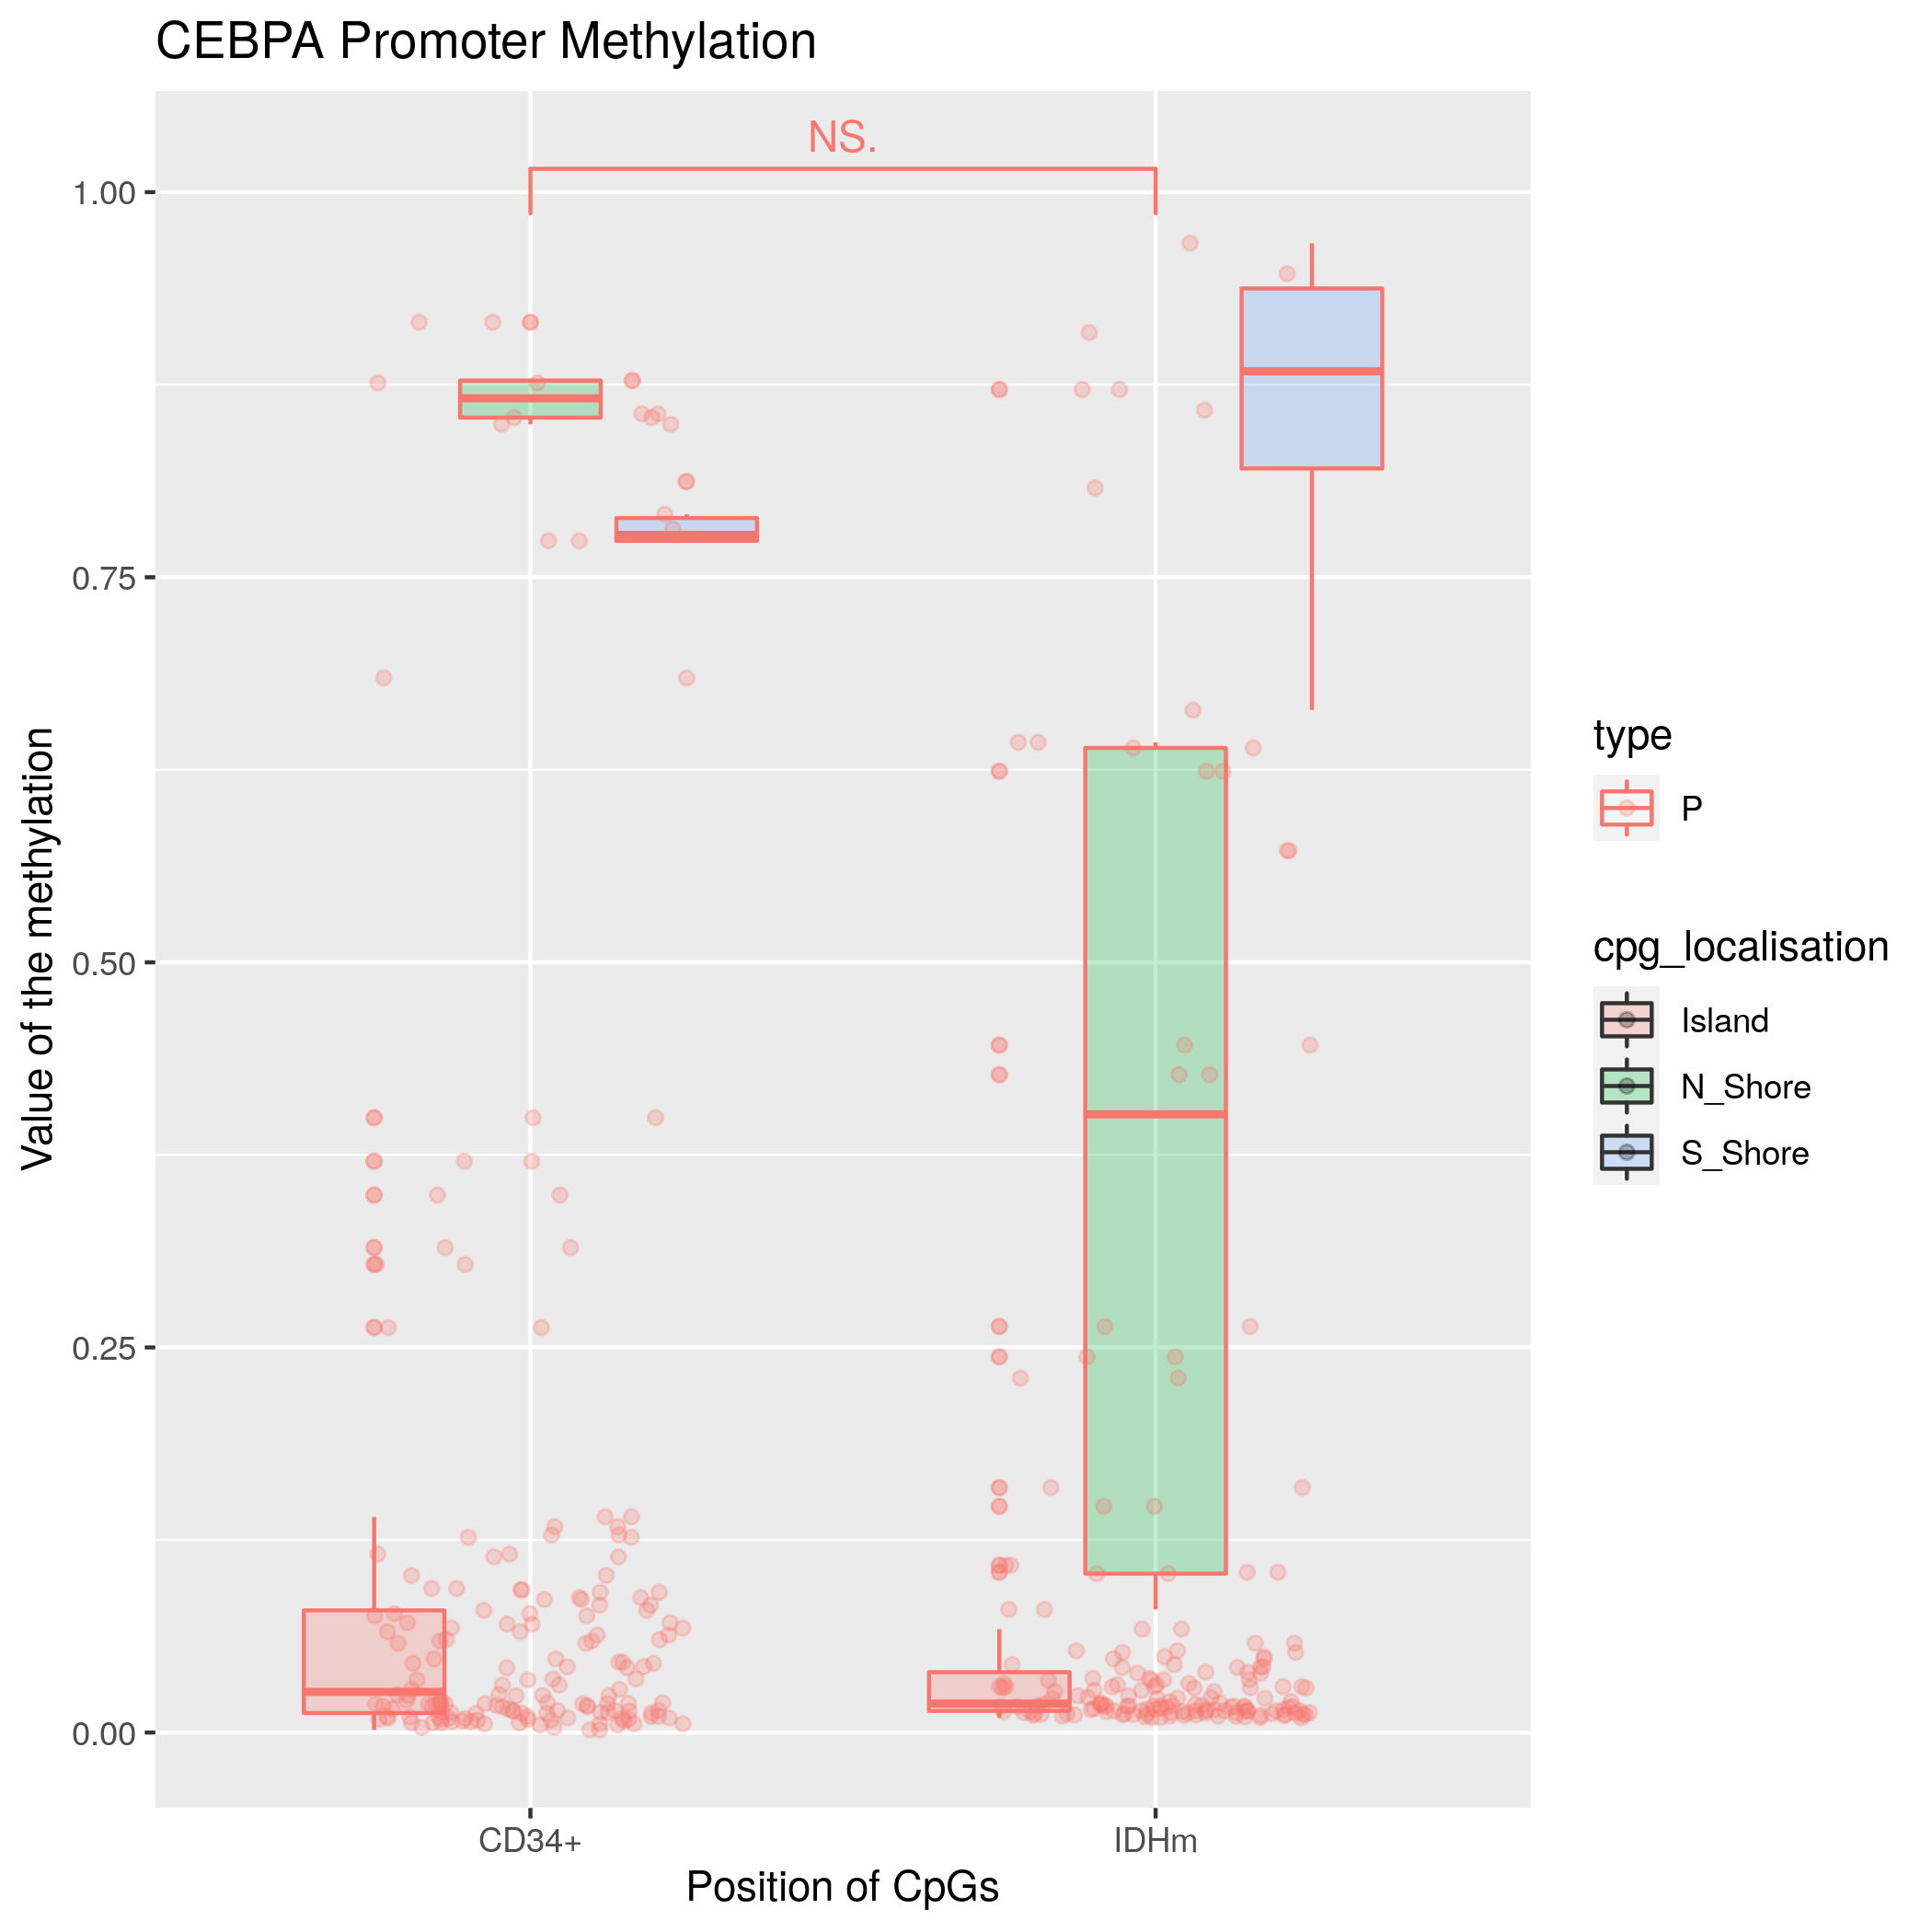 CEBPA Promoter Methylation
NS.
1.00
0.75
0.50
0.25
0.00
Value of the methylation
CD34+
IDHm
Position of CpGs
type
P
cpg_localisation
Island
N_Shore
S_Shore